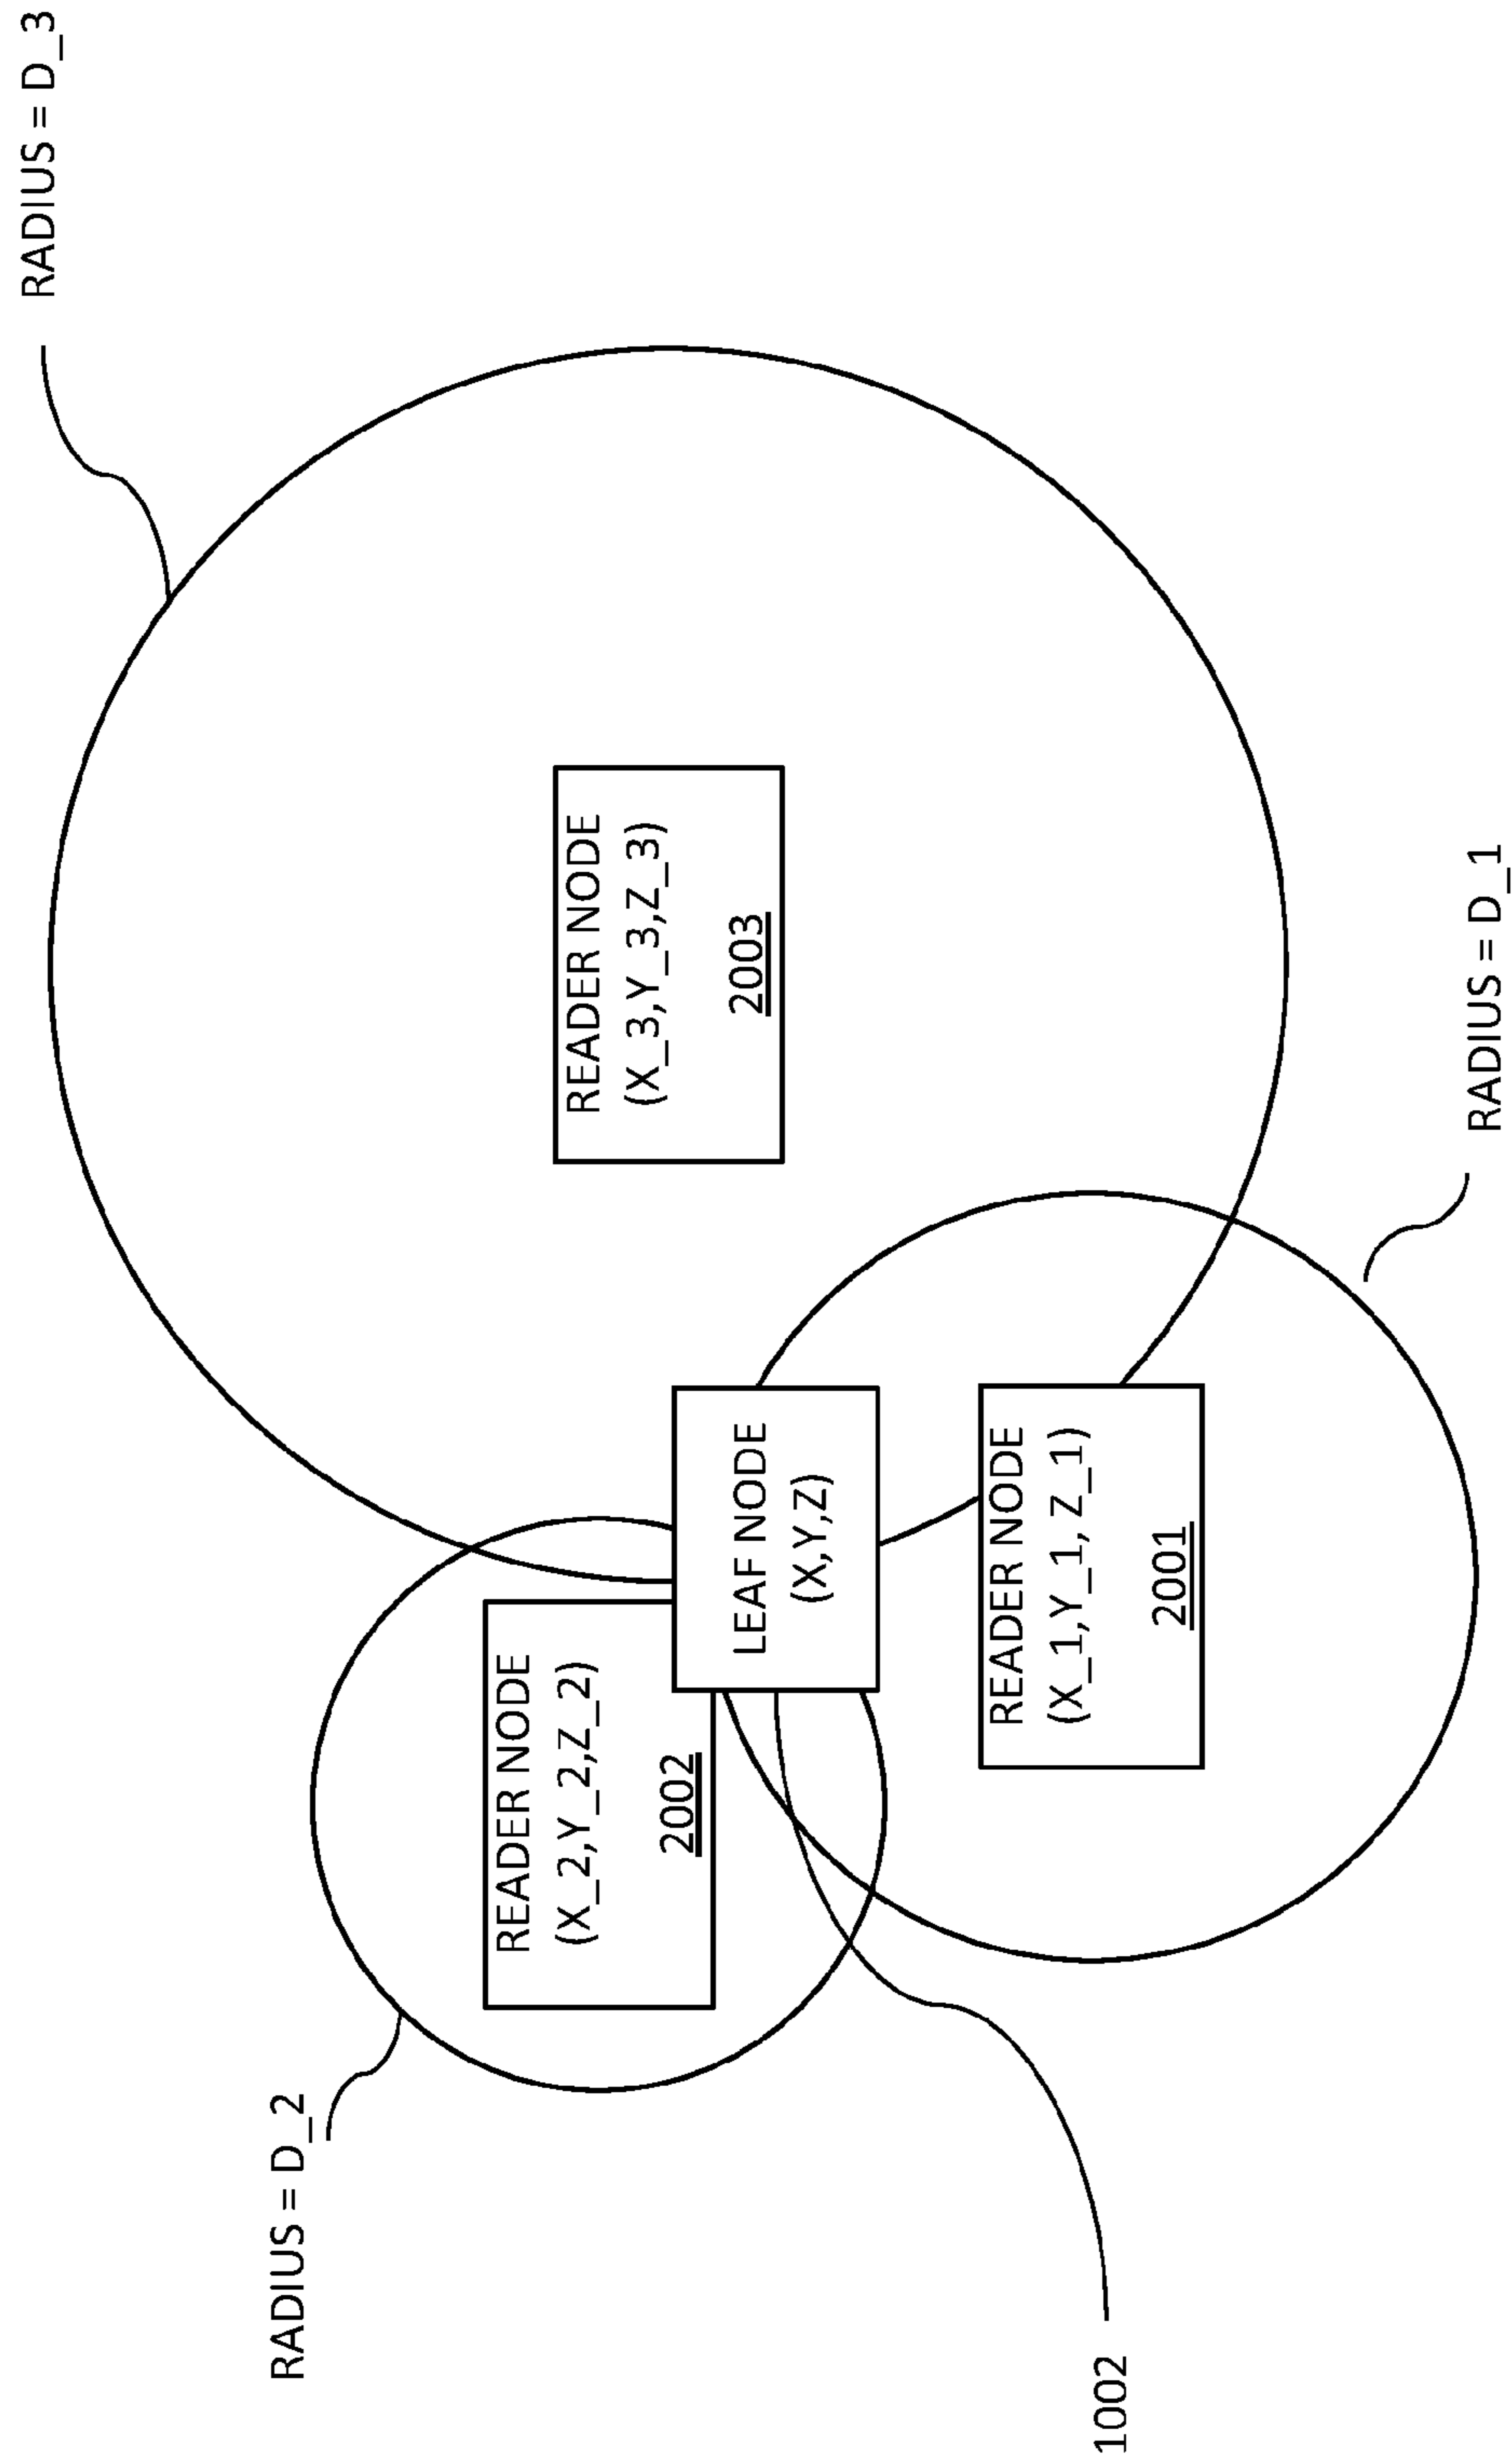 RADIUS = D_3
RADIUS = D_2
READER NODE
(X_2,Y_2,Z_2)
2002
READER NODE
(X_3,Y_3,Z_3)
2003
LEAF NODE
(X,Y,Z)
READER NODE
(X_1,Y_1, Z_1)
2001
1002
RADIUS = D_1